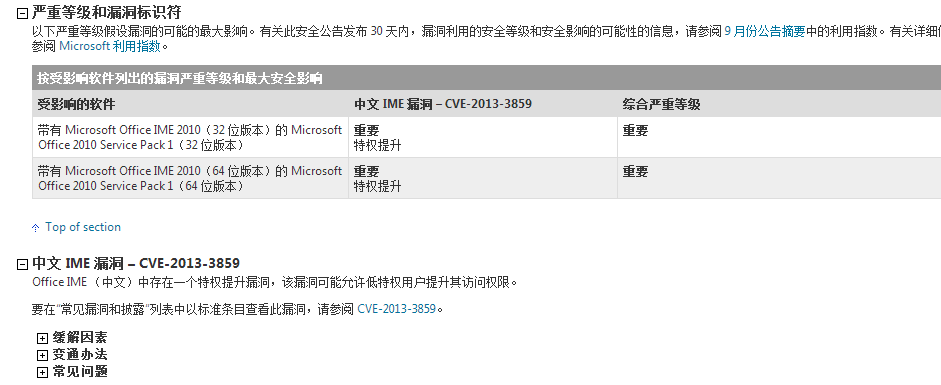 严重等级和漏洞标识符
以下严重等级假设漏洞的可能的最大影响。有关此安全公告发布 30 天内，漏洞利用的安全等级和安全影响的可能性的信息，请参阅 9 月份公告摘要中的利用指数。有关详细
参阅 Microsoft 利用指数。
按受影响软件列出的漏洞严重等级和最大安全影响
受影响的软件 中文 IME 漏洞 – CVE-2013-3859 综合严重等级
带有 Microsoft Office IME 2010（32 位版本）的 Microsoft 重要 重要
Office 2010 Service Pack 1（32 位版本） 特权提升
带有 Microsoft Office IME 2010（64 位版本）的 Microsoft 重要 重要
Office 2010 Service Pack 1（64 位版本） 特权提升
Top of section
中文 IME 漏洞 – CVE-2013-3859
Office IME （中文）中存在一个特权提升漏洞，该漏洞可能允许低特权用户提升其访问权限。
要在“常见漏洞和披露”列表中以标准条目查看此漏洞，请参阅 CVE-2013-3859。
缓解因素
变通办法
常见问题